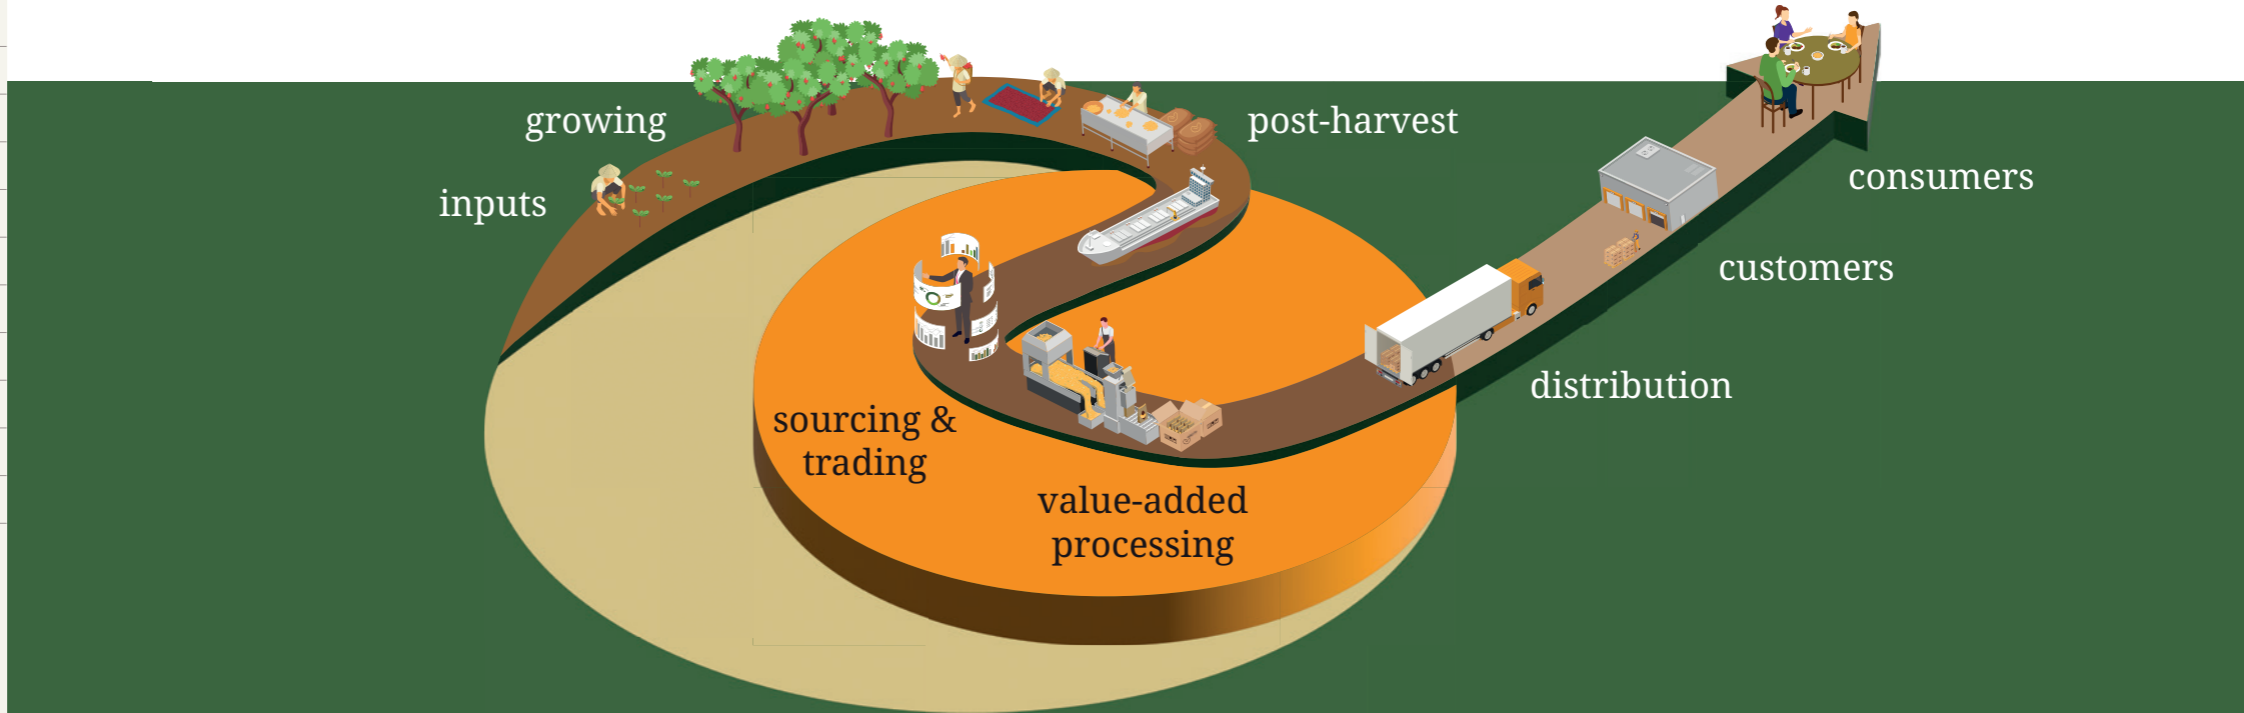 growing
inputs
post-harvest
sourcing &
trading
value-added
processing
distribution
customers
consumers